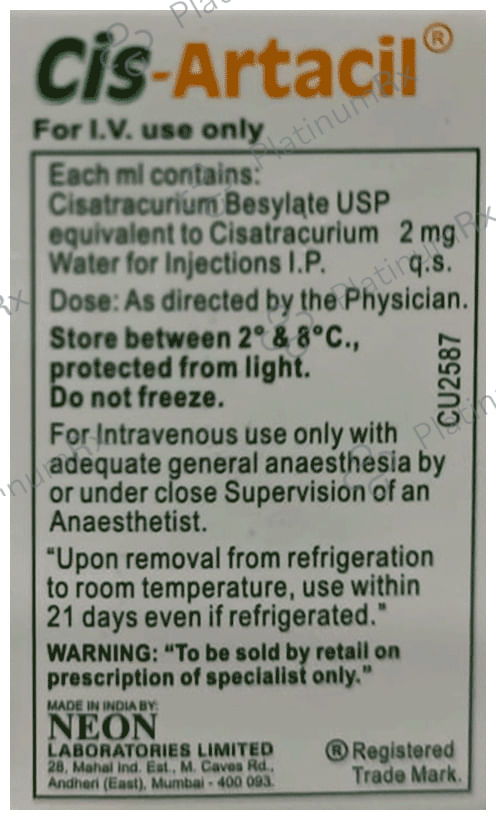 Cis-Artacil®
For I.V. use only
Each ml contains:
Cisatracurium Besylate USP
equivalent to Cisatracurium 2 mg
Water for Injections I.P. q.s.
Dose: As directed by the Physician.
Store between 2° & 8°C.,
protected from light.
Do not freeze.
CU2587
For Intravenous use only with
adequate general anaesthesia by
or under close Supervision of an
Anaesthetist.
"Upon removal from refrigeration
to room temperature, use within
21 days even if refrigerated."
WARNING: "To be sold by retail on
prescription of specialist only."
MADE IN INDIA BY:
NEON
LABORATORIES LIMITED
28, Mahal Ind. Est., M. Caves Rd.,
Andheri (East), Mumbai - 400 093.
® Registered
Trade Mark.
PlatinumRx
PlatinumRx
PlatinumRx